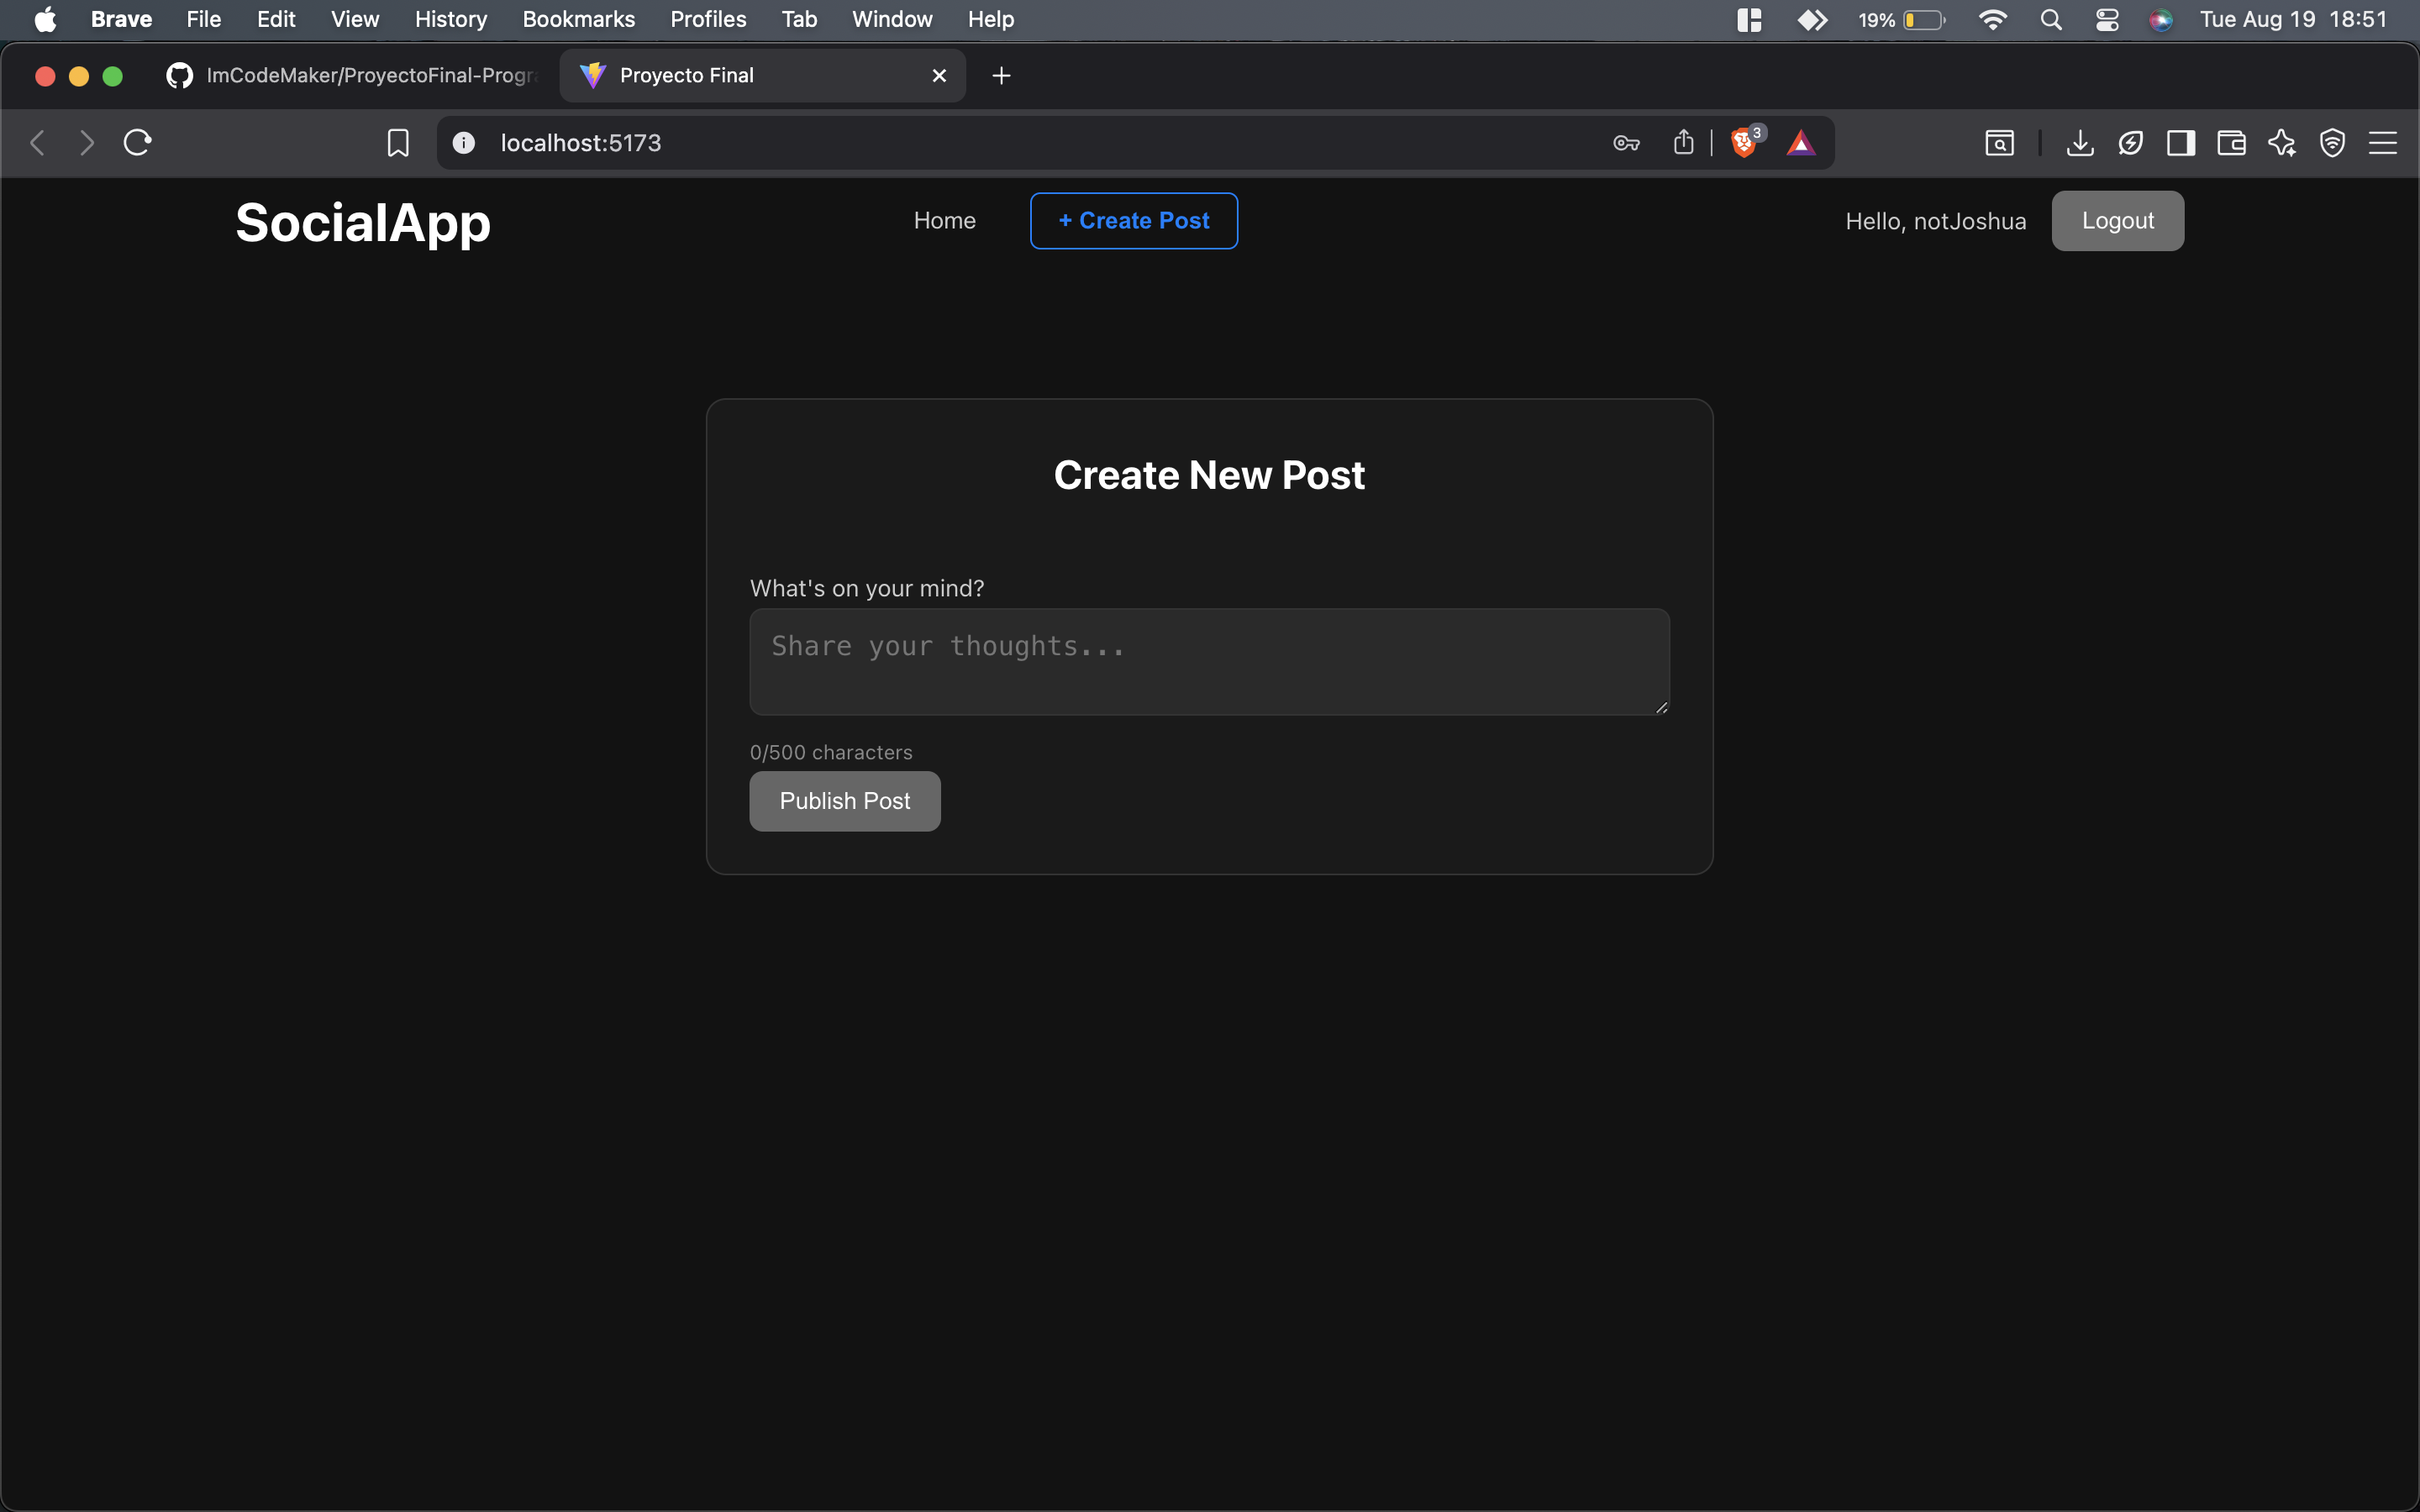 Brave File Edit View History Bookmarks Profiles Tab Window Help 19% Tue Aug 19 18:51
ImCodeMaker/ProyectoFinal-Progr Proyecto Final
localhost:5173 3
SocialApp Home + Create Post Hello, notJoshua Logout
Create New Post
What's on your mind?
Share your thoughts...
0/500 characters
Publish Post